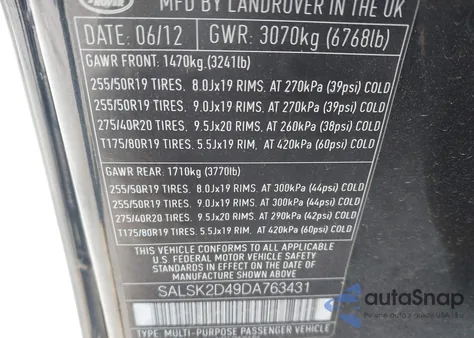 ROVER
MFD BY LANDROVER IN THE UK
DATE: 06/12 GWR: 3070kg (6768lb)
GAWR FRONT: 1470kg.(3241lb)
255/50R19 TIRES, 8.0Jx19 RIMS, AT 270kPa (39psi) COLD
255/50R19 TIRES, 9.0Jx19 RIMS, AT 270kPa (39psi) COLD
275/40R20 TIRES, 9.5Jx20 RIMS, AT 260kPa (38psi) COLD
T175/80R19 TIRES, 5.5Jx19 RIM, AT 420kPa (60psi) COLD
GAWR REAR: 1710kg (3770lb)
255/50R19 TIRES, 8.0Jx19 RIMS, AT 300kPa (44psi) COLD
255/50R19 TIRES, 9.0Jx19 RIMS, AT 300kPa (44psi) COLD
275/40R20 TIRES, 9.5Jx20 RIMS, AT 290kPa (42psi) COLD
T175/80R19 TIRES, 5.5Jx19 RIM, AT 420kPa (60psi) COLD
THIS VEHICLE CONFORMS TO ALL APPLICABLE
U.S. FEDERAL MOTOR VEHICLE SAFETY
STANDARDS IN EFFECT ON THE DATE OF
MANUFACTURE SHOWN ABOVE
SALSK2D49DA763431
autoSnap
TYPE: MULTI-PURPOSE PASSENGER VEHICLE